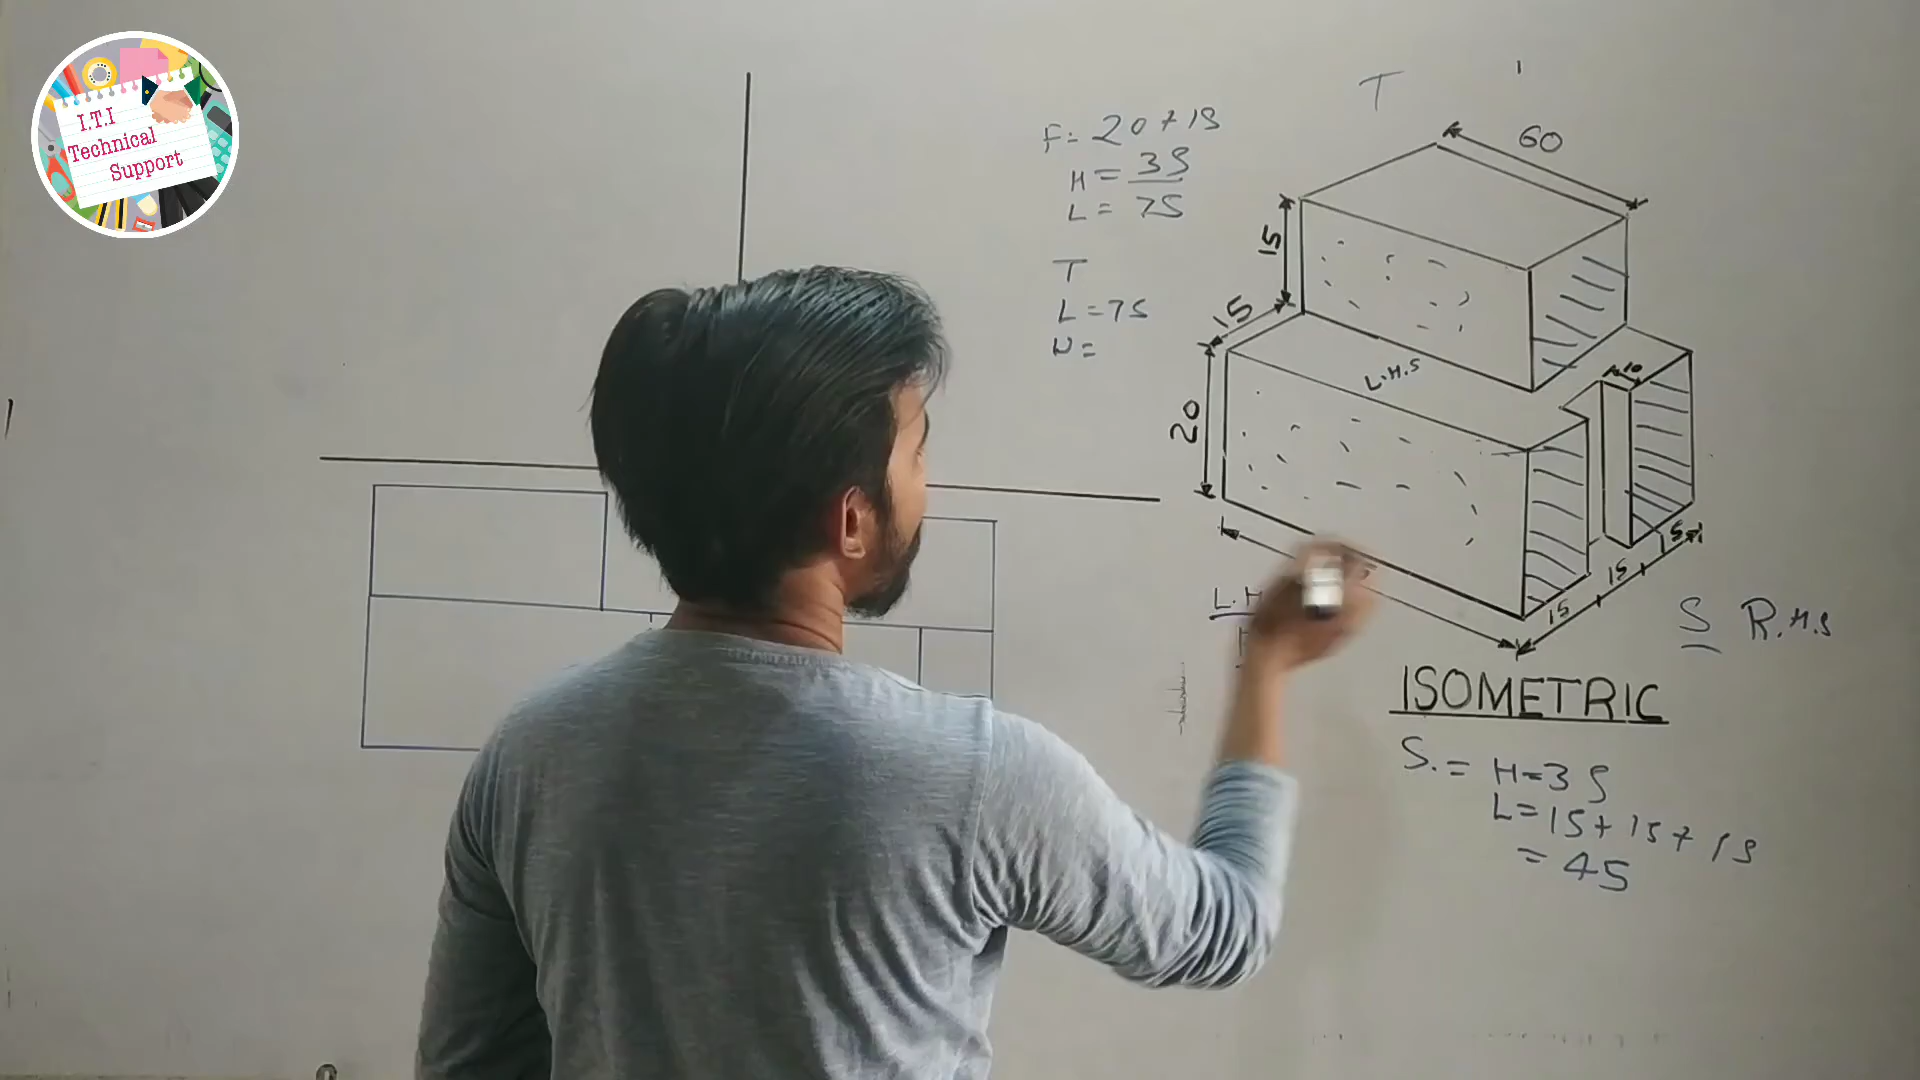 I.T.I
Technical
Support
F = 20+15
H = 35
L = 75
T
L = 75
W =
T
60
15
15
20
L.H.S
10
15
15
15
L.H
S R.H.S
ISOMETRIC
S. = H=35
L=15+15+15
= 45